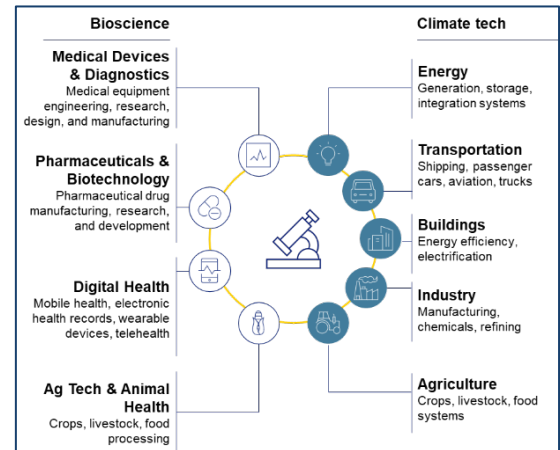 Bioscience
Medical Devices
& Diagnostics
Medical equipment
engineering, research,
design, and manufacturing
Pharmaceuticals &
Biotechnology
Pharmaceutical drug
manufacturing, research,
and development
Digital Health
Mobile health, electronic
health records, wearable
devices, telehealth
Ag Tech & Animal
Health
Crops, livestock, food
processing
Climate tech
Energy
Generation, storage,
integration systems
Transportation
Shipping, passenger
cars, aviation, trucks
Buildings
Energy efficiency,
electrification
Industry
Manufacturing,
chemicals, refining
Agriculture
Crops, livestock, food
systems